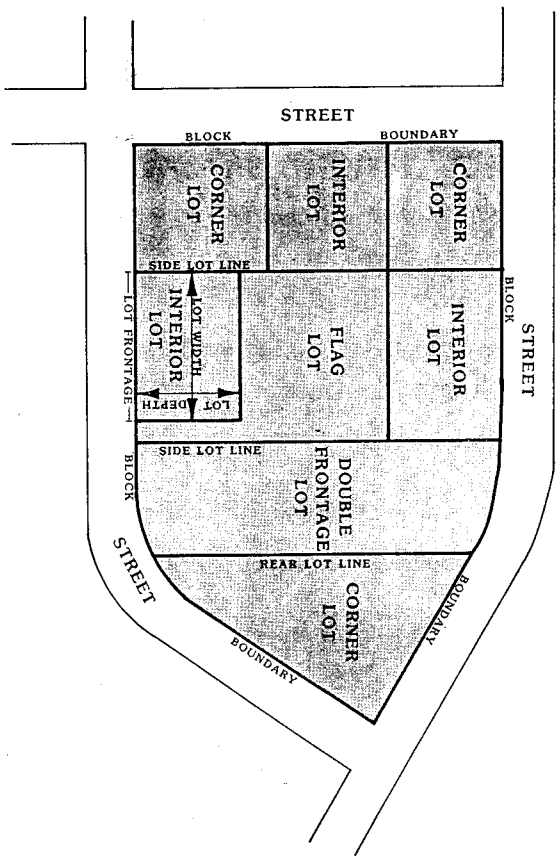 STREET
BLOCK BOUNDARY
CORNER
LOT
INTERIOR
LOT
CORNER
LOT
SIDE LOT LINE
LOT FRONTAGE
INTERIOR
LOT
LOT WIDTH
LOT DEPTH
FLAG
LOT
INTERIOR
LOT
BLOCK
STREET
SIDE LOT LINE
BLOCK
DOUBLE
FRONTAGE
LOT
REAR LOT LINE
STREET
CORNER
LOT
BOUNDARY
BOUNDARY